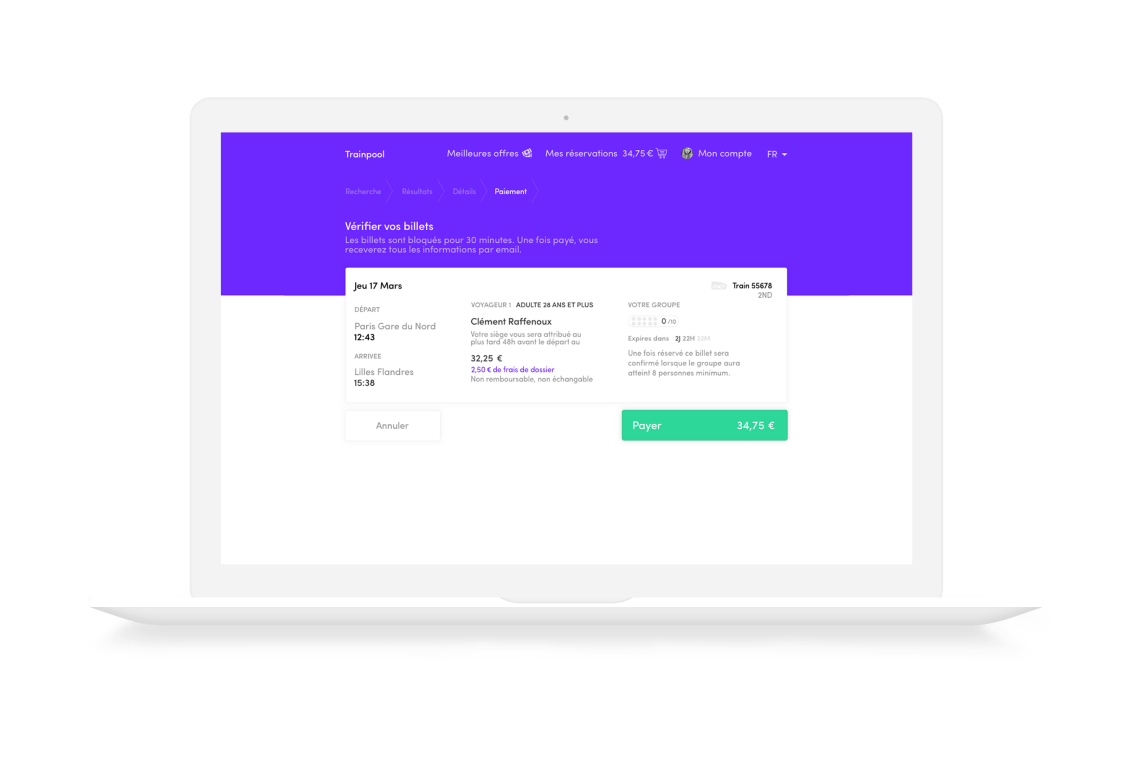 Trainpool
Meilleures offres
Mes réservations 34,75 €
Mon compte
FR
Recherche
Résultats
Détails
Paiement
Vérifier vos billets
Les billets sont bloqués pour 30 minutes. Une fois payé, vous
receverez tous les informations par email.
Jeu 17 Mars
Train 55678
2ND
DÉPART
Paris Gare du Nord
12:43
ARRIVEE
Lilles Flandres
15:38
VOYAGEUR 1 ADULTE 28 ANS ET PLUS
Clément Raffenoux
Votre siège vous sera attribué au
plus tard 48h avant le départ au
32,25 €
2,50 € de frais de dossier
Non remboursable, non échangable
VOTRE GROUPE
0 /10
Expires dans 2J 22H 32M
Une fois réservé ce billet sera
confirmé lorsque le groupe aura
atteint 8 personnes minimum.
Annuler
Payer 34,75 €